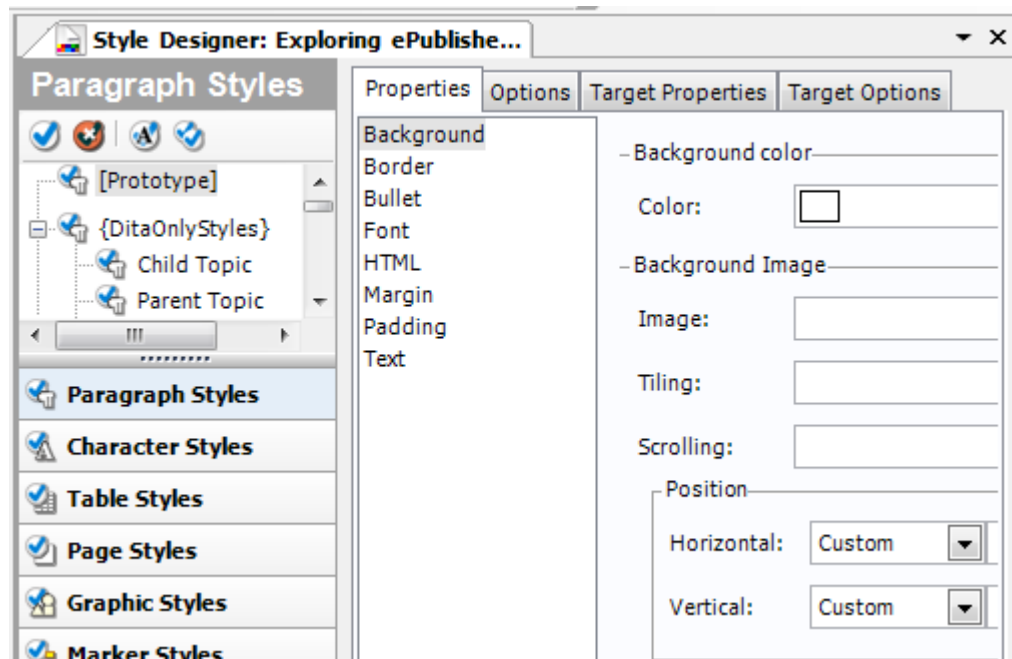 Style Designer: Exploring ePublishe...
Paragraph Styles
[Prototype]
{DitaOnlyStyles}
Child Topic
Parent Topic
Paragraph Styles
Character Styles
Table Styles
Page Styles
Graphic Styles
Marker Styles
Properties Options Target Properties Target Options
Background
Border
Bullet
Font
HTML
Margin
Padding
Text
Background color
Color:
Background Image
Image:
Tiling:
Scrolling:
Position
Horizontal: Custom
Vertical: Custom